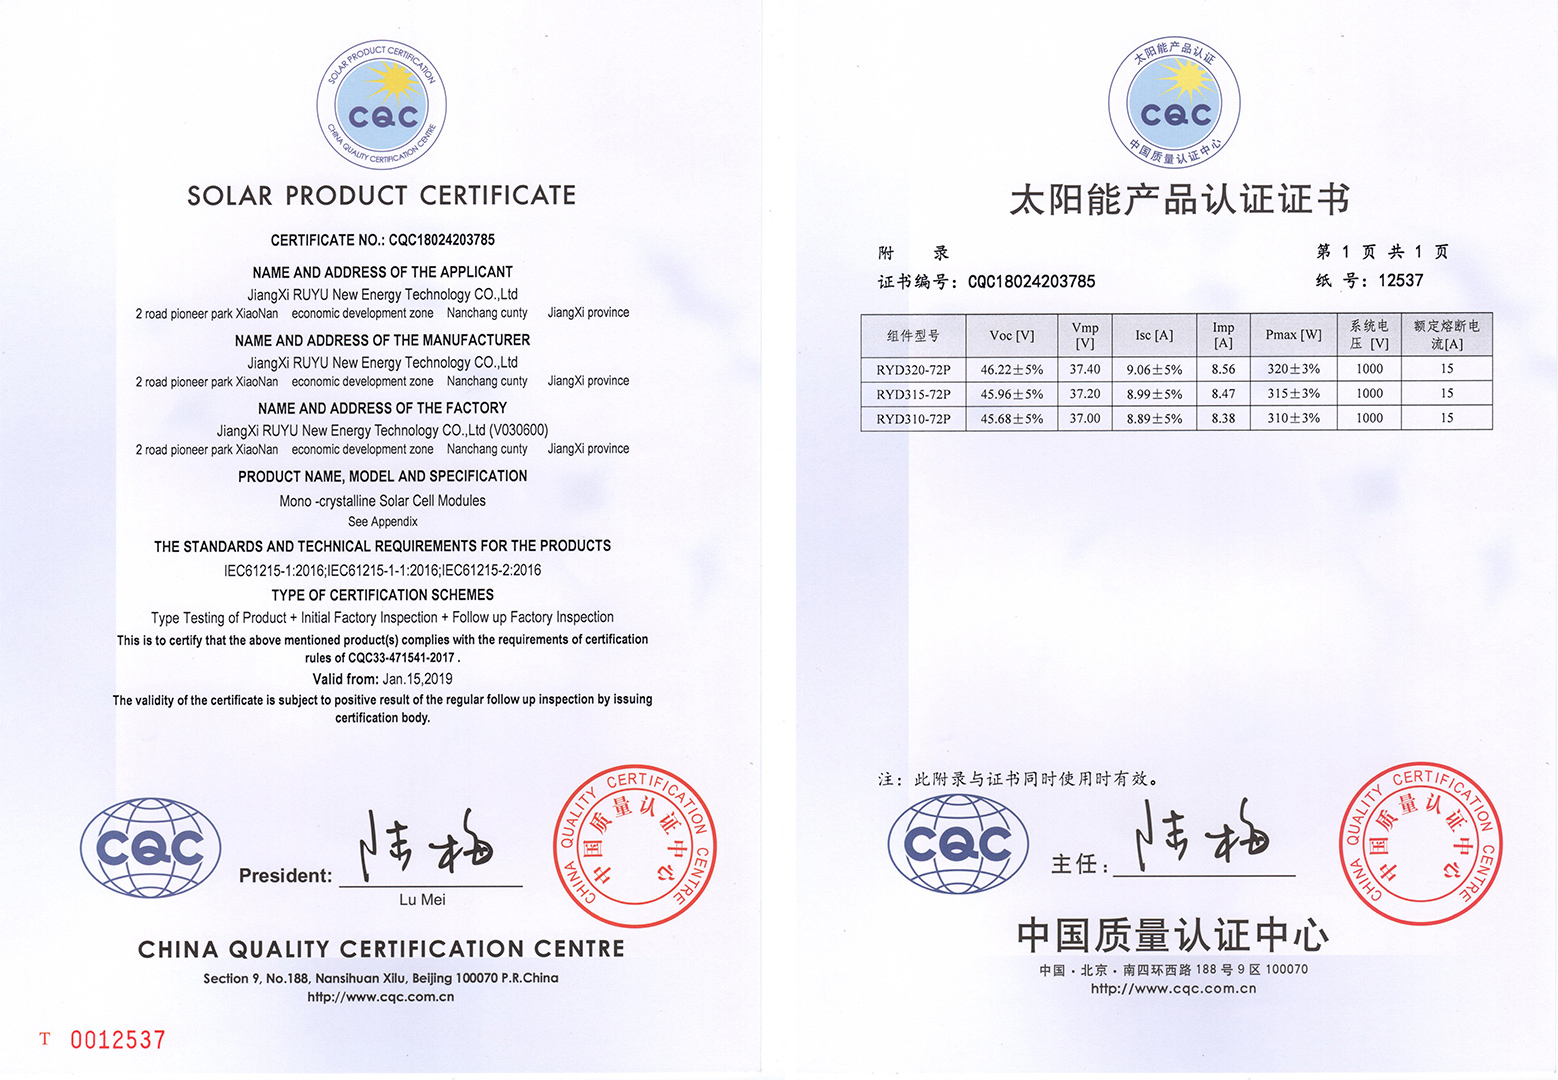 SOLAR PRODUCT CERTIFICATION
CQC
CHINA QUALITY CERTIFICATION CENTRE
SOLAR PRODUCT CERTIFICATE
CERTIFICATE NO.: CQC18024203785
NAME AND ADDRESS OF THE APPLICANT
JiangXi RUYU New Energy Technology CO.,Ltd
2 road pioneer park XiaoNan economic development zone Nanchang cunty JiangXi province
NAME AND ADDRESS OF THE MANUFACTURER
JiangXi RUYU New Energy Technology CO.,Ltd
2 road pioneer park XiaoNan economic development zone Nanchang cunty JiangXi province
NAME AND ADDRESS OF THE FACTORY
JiangXi RUYU New Energy Technology CO.,Ltd (V030600)
2 road pioneer park XiaoNan economic development zone Nanchang cunty JiangXi province
PRODUCT NAME, MODEL AND SPECIFICATION
Mono -crystalline Solar Cell Modules
See Appendix
THE STANDARDS AND TECHNICAL REQUIREMENTS FOR THE PRODUCTS
IEC61215-1:2016;IEC61215-1-1:2016;IEC61215-2:2016
TYPE OF CERTIFICATION SCHEMES
Type Testing of Product + Initial Factory Inspection + Follow up Factory Inspection
This is to certify that the above mentioned product(s) complies with the requirements of certification
rules of CQC33-471541-2017 .
Valid from: Jan.15,2019
The validity of the certificate is subject to positive result of the regular follow up inspection by issuing
certification body.
CQC
President:
陆梅
Lu Mei
CHINA QUALITY CERTIFICATION CENTRE
中国质量认证中心
CHINA QUALITY CERTIFICATION CENTRE
Section 9, No.188, Nansihuan Xilu, Beijing 100070 P.R.China
http://www.cqc.com.cn
T 0012537
太阳能产品认证
CQC
中国质量认证中心
太阳能产品认证证书
附 录
第 1 页 共 1 页
证书编号: CQC18024203785
纸 号: 12537
组件型号 Voc [V] Vmp [V] Isc [A] Imp [A] Pmax [W] 系统电压 [V] 额定熔断电流[A]
RYD320-72P 46.22±5% 37.40 9.06±5% 8.56 320±3% 1000 15
RYD315-72P 45.96±5% 37.20 8.99±5% 8.47 315±3% 1000 15
RYD310-72P 45.68±5% 37.00 8.89±5% 8.38 310±3% 1000 15
注: 此附录与证书同时使用时有效。
CQC
主任:
陆梅
CHINA QUALITY CERTIFICATION CENTRE
中国质量认证中心
中国质量认证中心
中国·北京·南四环西路 188 号 9 区 100070
http://www.cqc.com.cn